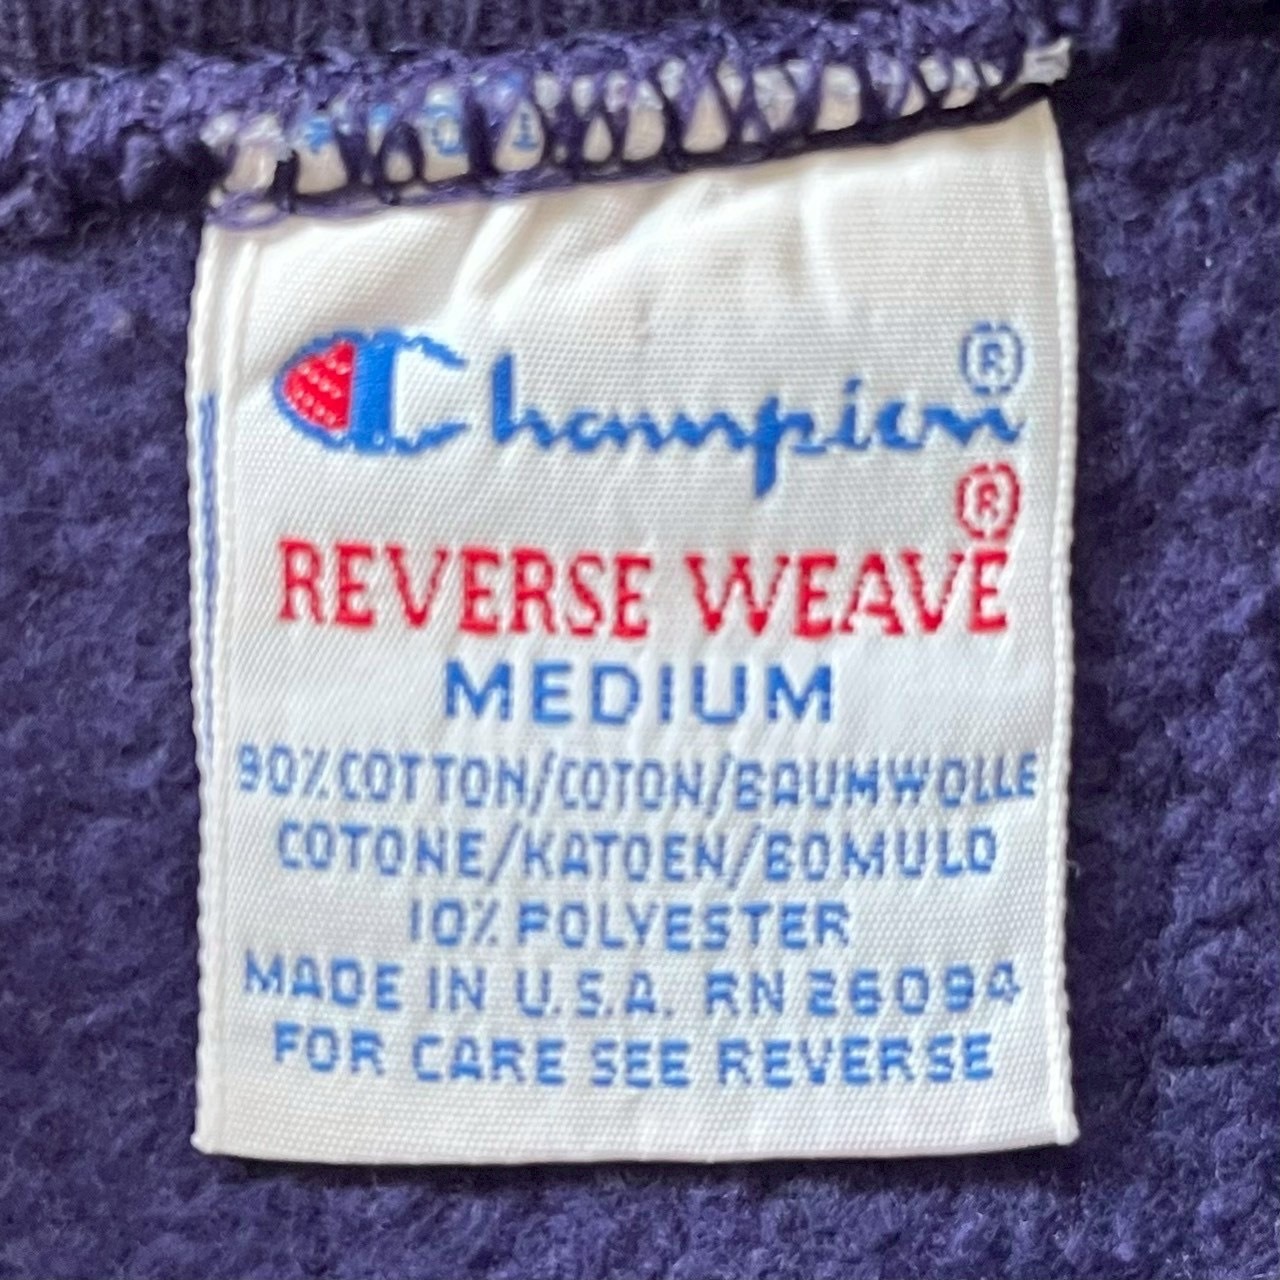 Champion®
®
REVERSE WEAVE
MEDIUM
90% COTTON/COTON/BAUMWOLLE
COTONE/KATOEN/BOMULD
10% POLYESTER
MADE IN U.S.A. RN 26094
FOR CARE SEE REVERSE